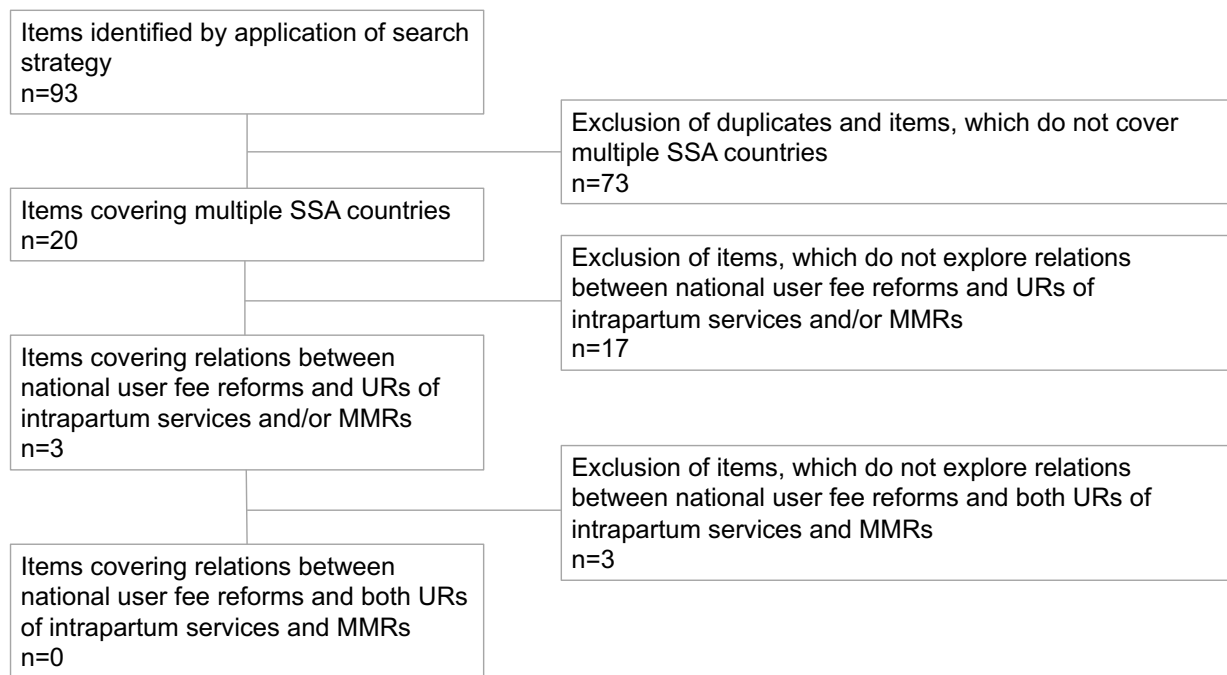 Items identified by application of search
strategy
n=93
Exclusion of duplicates and items, which do not cover
multiple SSA countries
n=73
Items covering multiple SSA countries
n=20
Exclusion of items, which do not explore relations
between national user fee reforms and URs of
intrapartum services and/or MMRs
n=17
Items covering relations between
national user fee reforms and URs of
intrapartum services and/or MMRs
n=3
Exclusion of items, which do not explore relations
between national user fee reforms and both URs of
intrapartum services and MMRs
n=3
Items covering relations between
national user fee reforms and both URs
of intrapartum services and MMRs
n=0